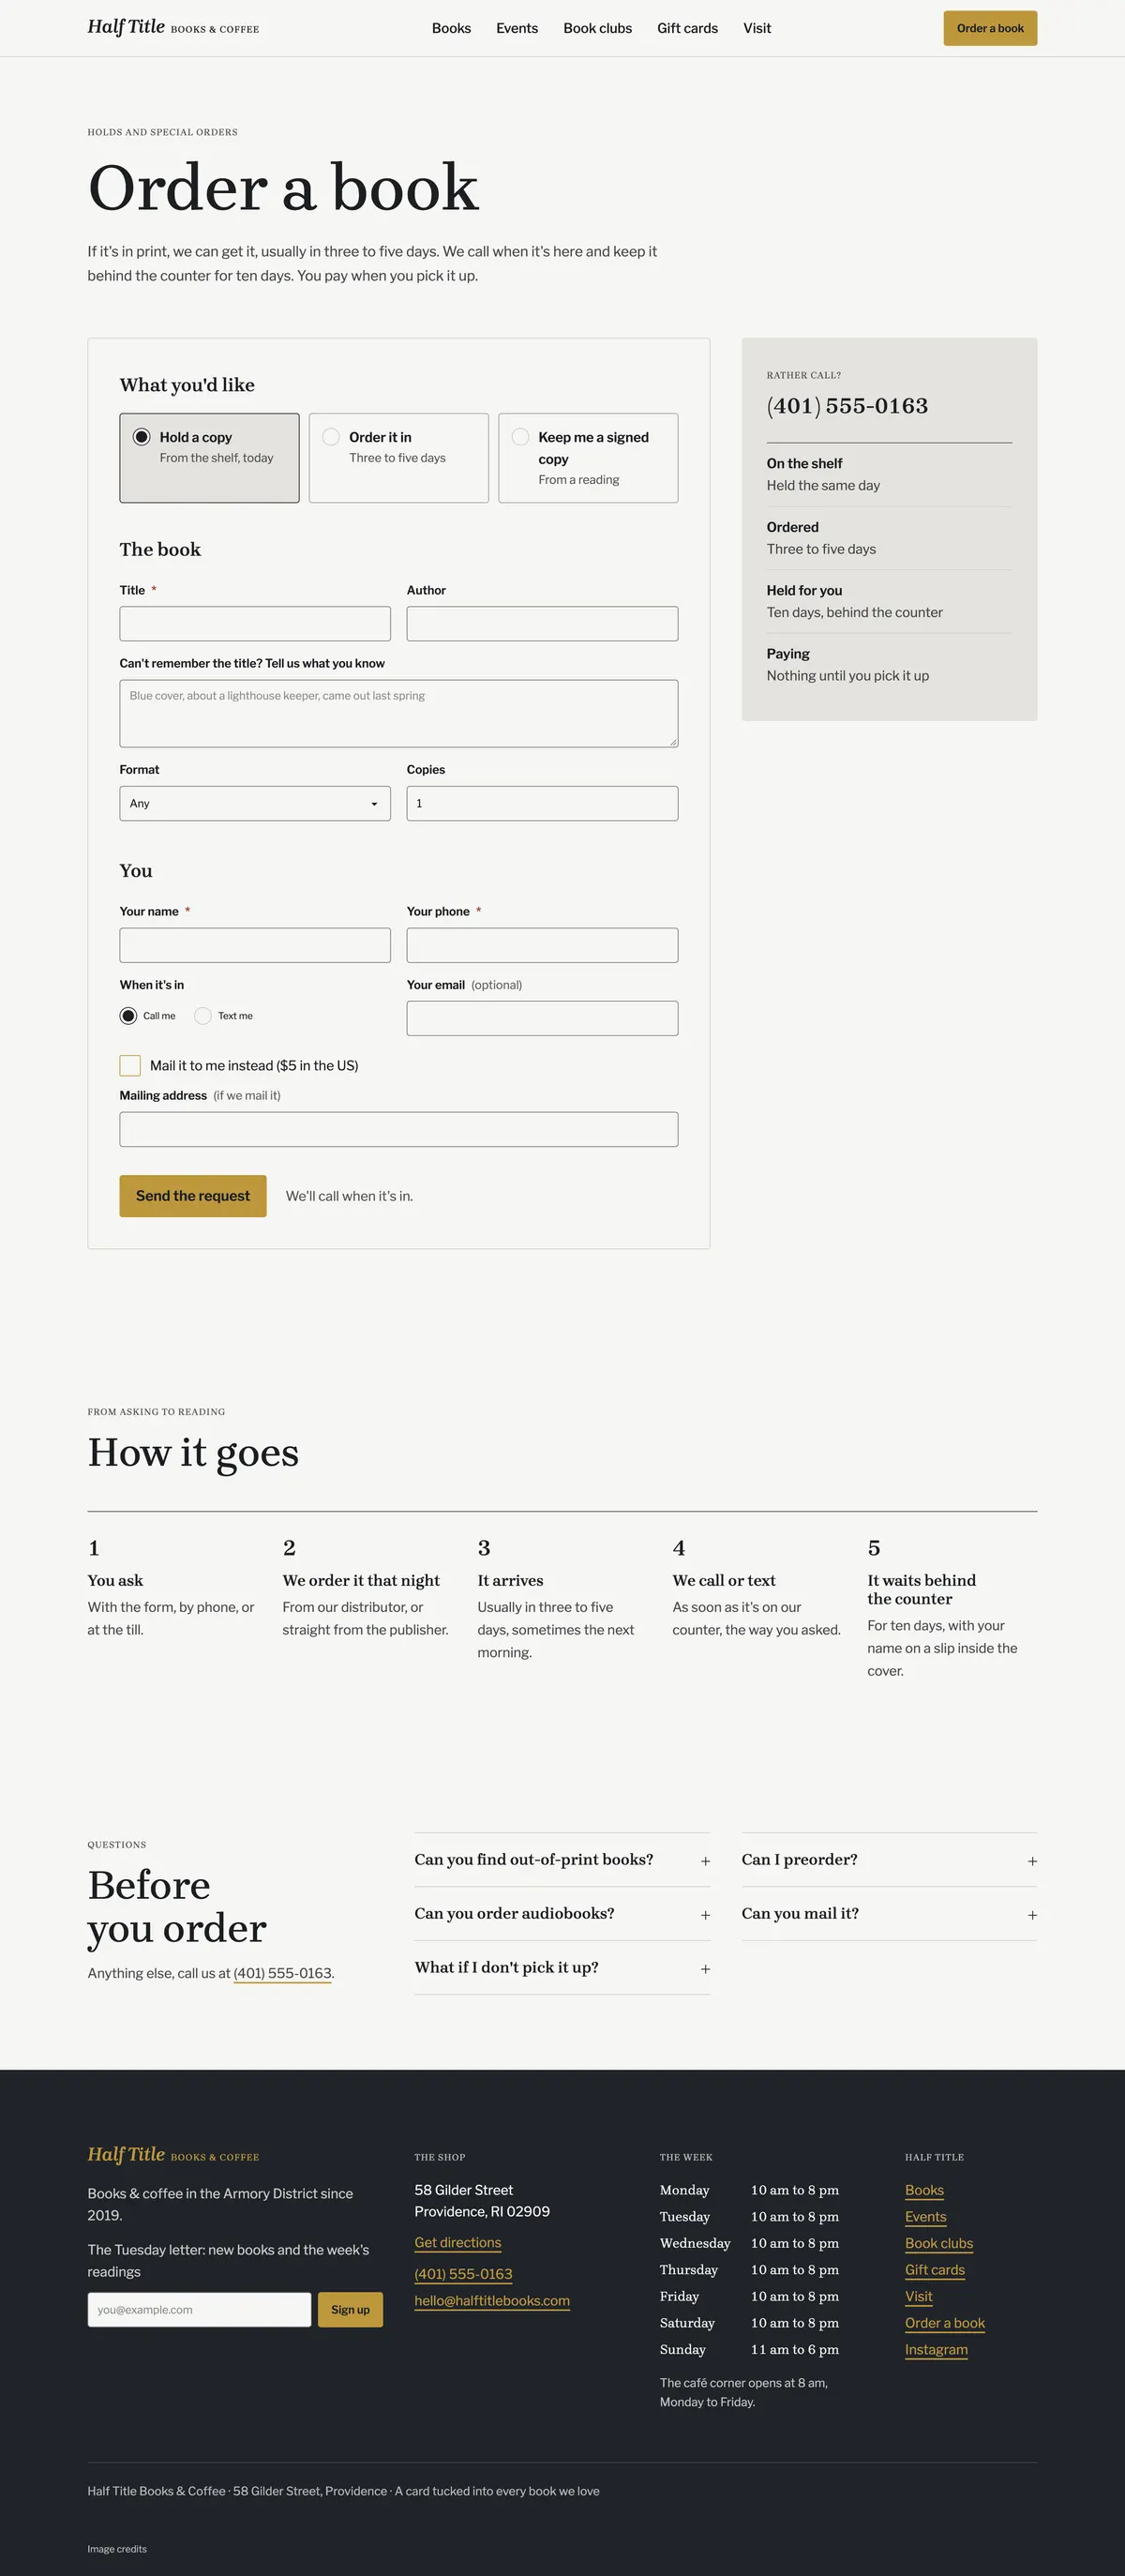 Half Title BOOKS & COFFEE
Books
Events
Book clubs
Gift cards
Visit
Order a book
HOLDS AND SPECIAL ORDERS
Order a book
If it's in print, we can get it, usually in three to five days. We call when it's here and keep it
behind the counter for ten days. You pay when you pick it up.
What you'd like
Hold a copy
From the shelf, today
Order it in
Three to five days
Keep me a signed
copy
From a reading
The book
Title *
Author
Can't remember the title? Tell us what you know
Blue cover, about a lighthouse keeper, came out last spring
Format
Copies
Any
1
You
Your name *
Your phone *
When it's in
Your email (optional)
Call me
Text me
Mail it to me instead ($5 in the US)
Mailing address (if we mail it)
Send the request
We'll call when it's in.
RATHER CALL?
(401) 555-0163
On the shelf
Held the same day
Ordered
Three to five days
Held for you
Ten days, behind the counter
Paying
Nothing until you pick it up
FROM ASKING TO READING
How it goes
1
You ask
With the form, by phone, or
at the till.
2
We order it that night
From our distributor, or
straight from the publisher.
3
It arrives
Usually in three to five
days, sometimes the next
morning.
4
We call or text
As soon as it's on our
counter, the way you asked.
5
It waits behind
the counter
For ten days, with your
name on a slip inside the
cover.
QUESTIONS
Before
you order
Anything else, call us at (401) 555-0163.
Can you find out-of-print books? +
Can you order audiobooks? +
What if I don't pick it up? +
Can I preorder? +
Can you mail it? +
Half Title BOOKS & COFFEE
Books & coffee in the Armory District since
2019.
The Tuesday letter: new books and the week's
readings
you@example.com
Sign up
THE SHOP
58 Gilder Street
Providence, RI 02909
Get directions
(401) 555-0163
hello@halftitlebooks.com
THE WEEK
Monday 10 am to 8 pm
Tuesday 10 am to 8 pm
Wednesday 10 am to 8 pm
Thursday 10 am to 8 pm
Friday 10 am to 8 pm
Saturday 10 am to 8 pm
Sunday 11 am to 6 pm
The café corner opens at 8 am,
Monday to Friday.
HALF TITLE
Books
Events
Book clubs
Gift cards
Visit
Order a book
Instagram
Half Title Books & Coffee · 58 Gilder Street, Providence · A card tucked into every book we love
Image credits